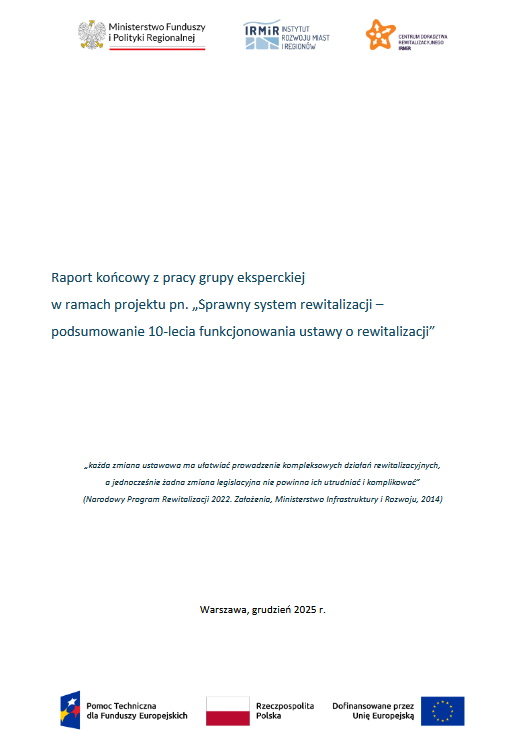 Ministerstwo Funduszy
i Polityki Regionalnej
IRMiR INSTYTUT
ROZWOJU MIAST
I REGIONÓW
CENTRUM DORADZTWA
REWITALIZACYJNEGO
IRMiR
Raport końcowy z pracy grupy eksperckiej
w ramach projektu pn. „Sprawny system rewitalizacji –
podsumowanie 10-lecia funkcjonowania ustawy o rewitalizacji”
„każda zmiana ustawowa ma ułatwiać prowadzenie kompleksowych działań rewitalizacyjnych,
a jednocześnie żadna zmiana legislacyjna nie powinna ich utrudniać i komplikować”
(Narodowy Program Rewitalizacji 2022. Założenia, Ministerstwo Infrastruktury i Rozwoju, 2014)
Warszawa, grudzień 2025 r.
Pomoc Techniczna
dla Funduszy Europejskich
Rzeczpospolita
Polska
Dofinansowane przez
Unię Europejską